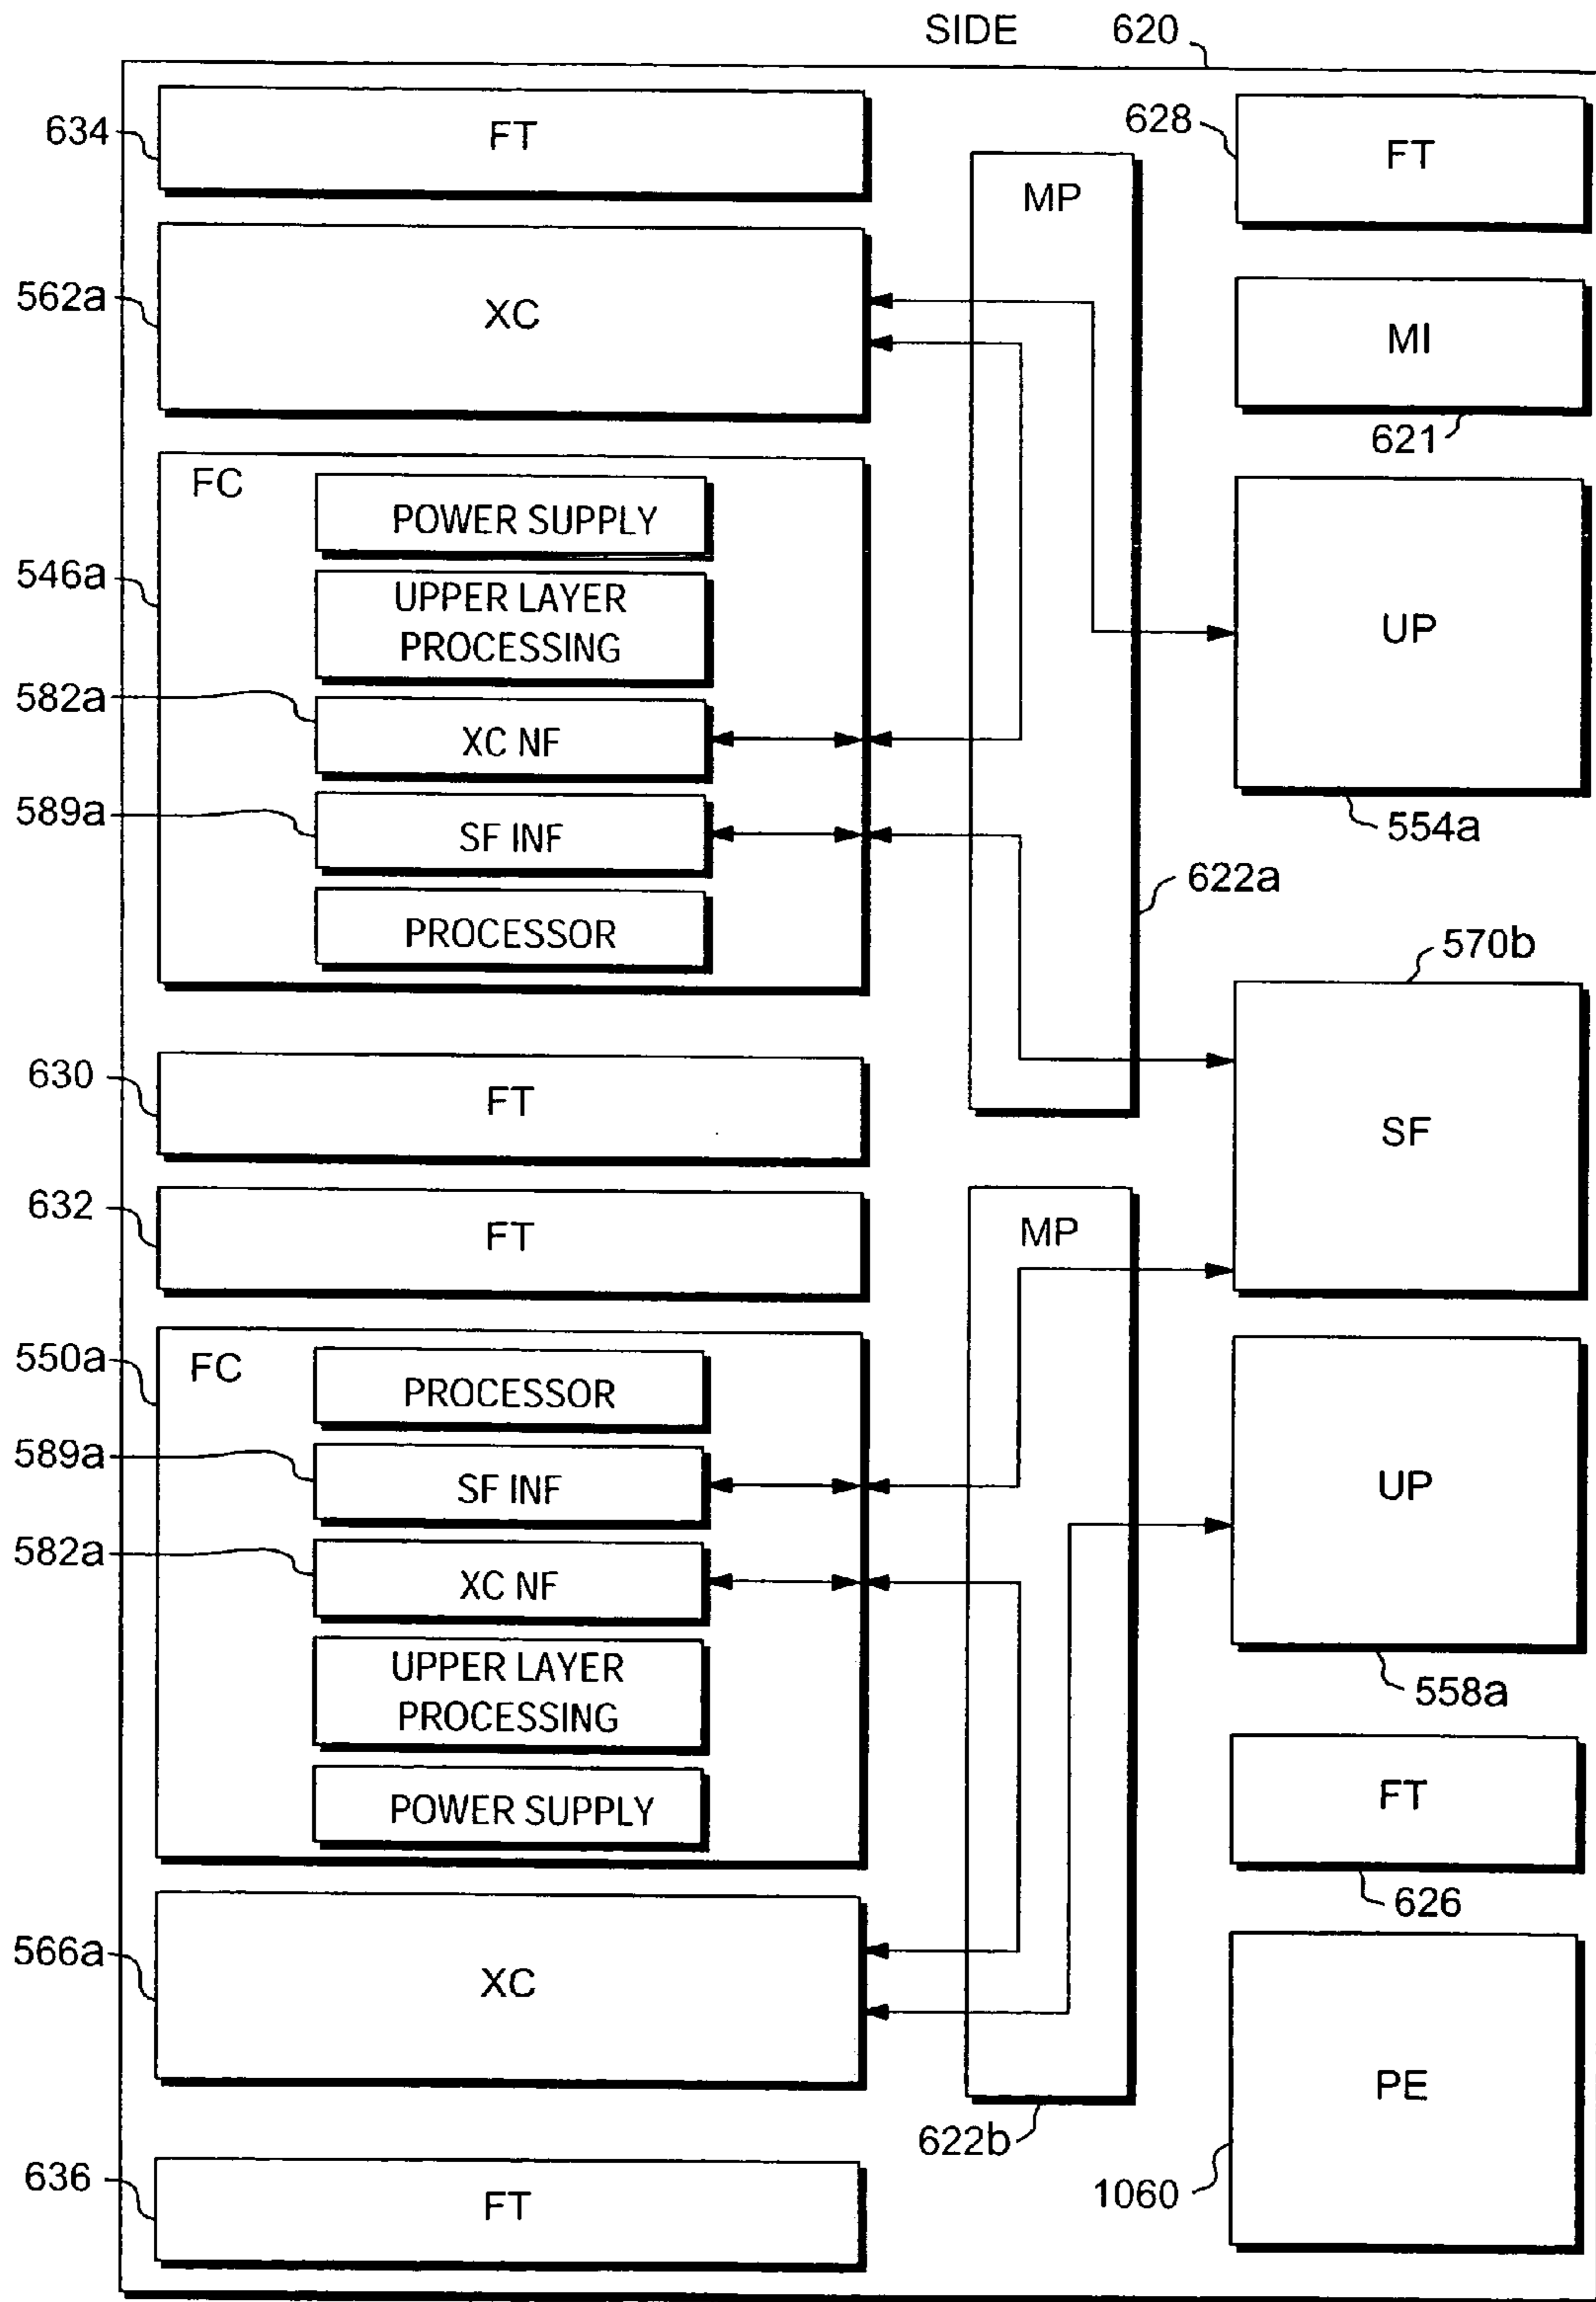 SIDE 620
634 FT
628 FT
MP
562a XC
MI
621
FC
POWER SUPPLY
546a
UPPER LAYER
PROCESSING
UP
582a XC NF
554a
589a SF INF
622a
PROCESSOR
570b
630 FT
SF
632 FT
MP
550a FC
PROCESSOR
589a SF INF
UP
582a XC NF
UPPER LAYER
PROCESSING
558a
POWER SUPPLY
FT
626
566a XC
PE
622b
636 FT
1060